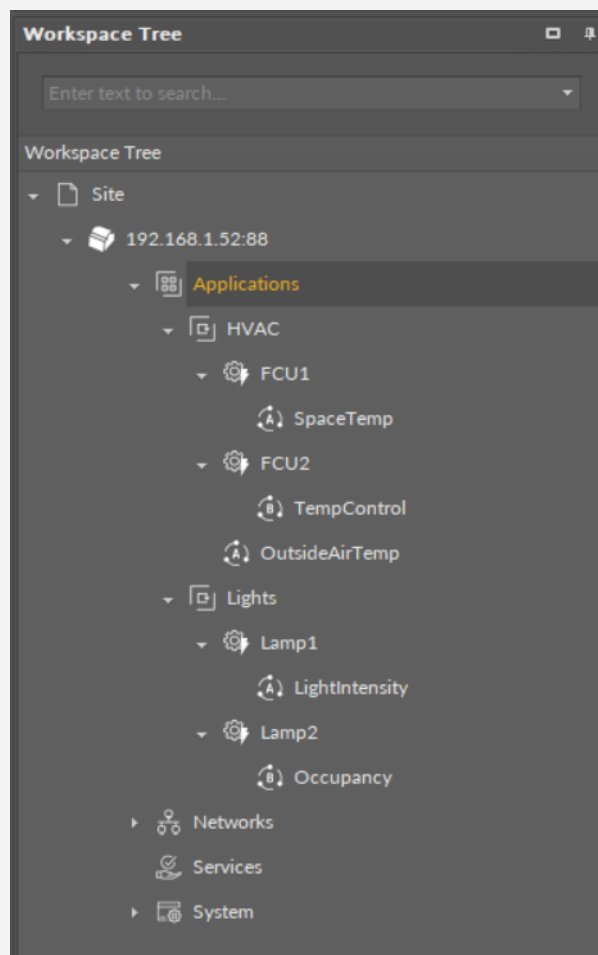 Workspace Tree
Enter text to search...
Workspace Tree
Site
192.168.1.52:88
Applications
HVAC
FCU1
A SpaceTemp
FCU2
B TempControl
A OutsideAirTemp
Lights
Lamp1
A LightIntensity
Lamp2
B Occupancy
Networks
Services
System